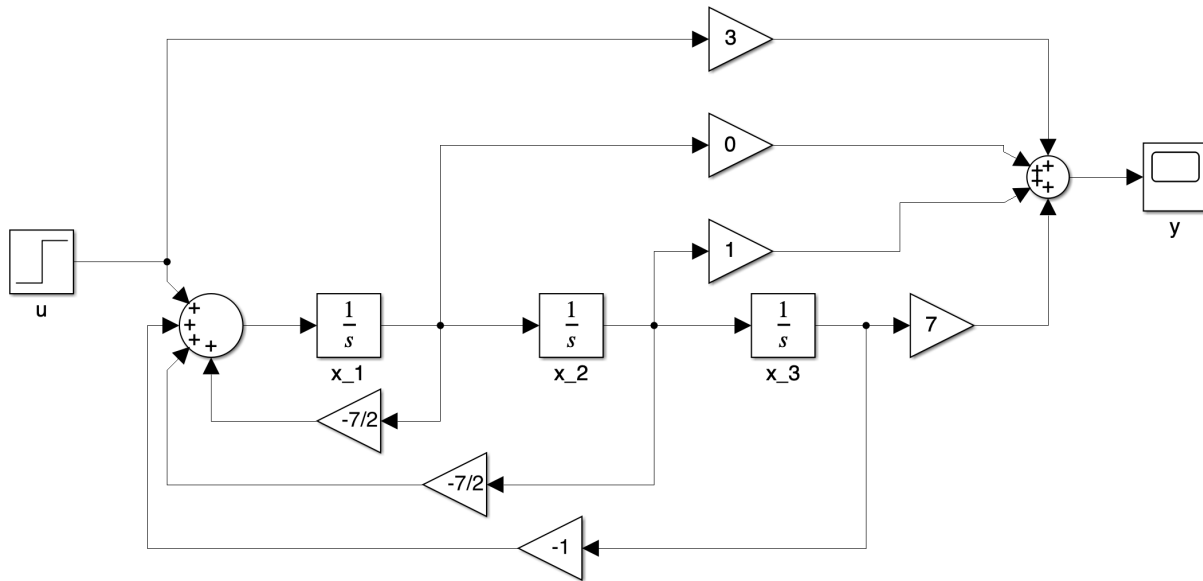 3
0
+
+
+
+
1
y
u
+
+
+
+
1
s
x_1
1
s
x_2
1
s
x_3
7
-7/2
-7/2
-1